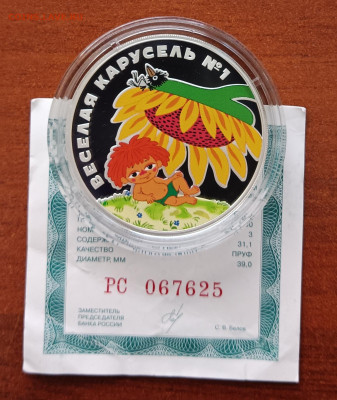 ВЕСЕЛАЯ КАРУСЕЛЬ №1
НОМ
3
СОДЕРЖ
31,1
КАЧЕСТВО
ПРУФ
ДИАМЕТР, ММ
39,0
РС 067625
ЗАМЕСТИТЕЛЬ
ПРЕДСЕДАТЕЛЯ
БАНКА РОССИИ